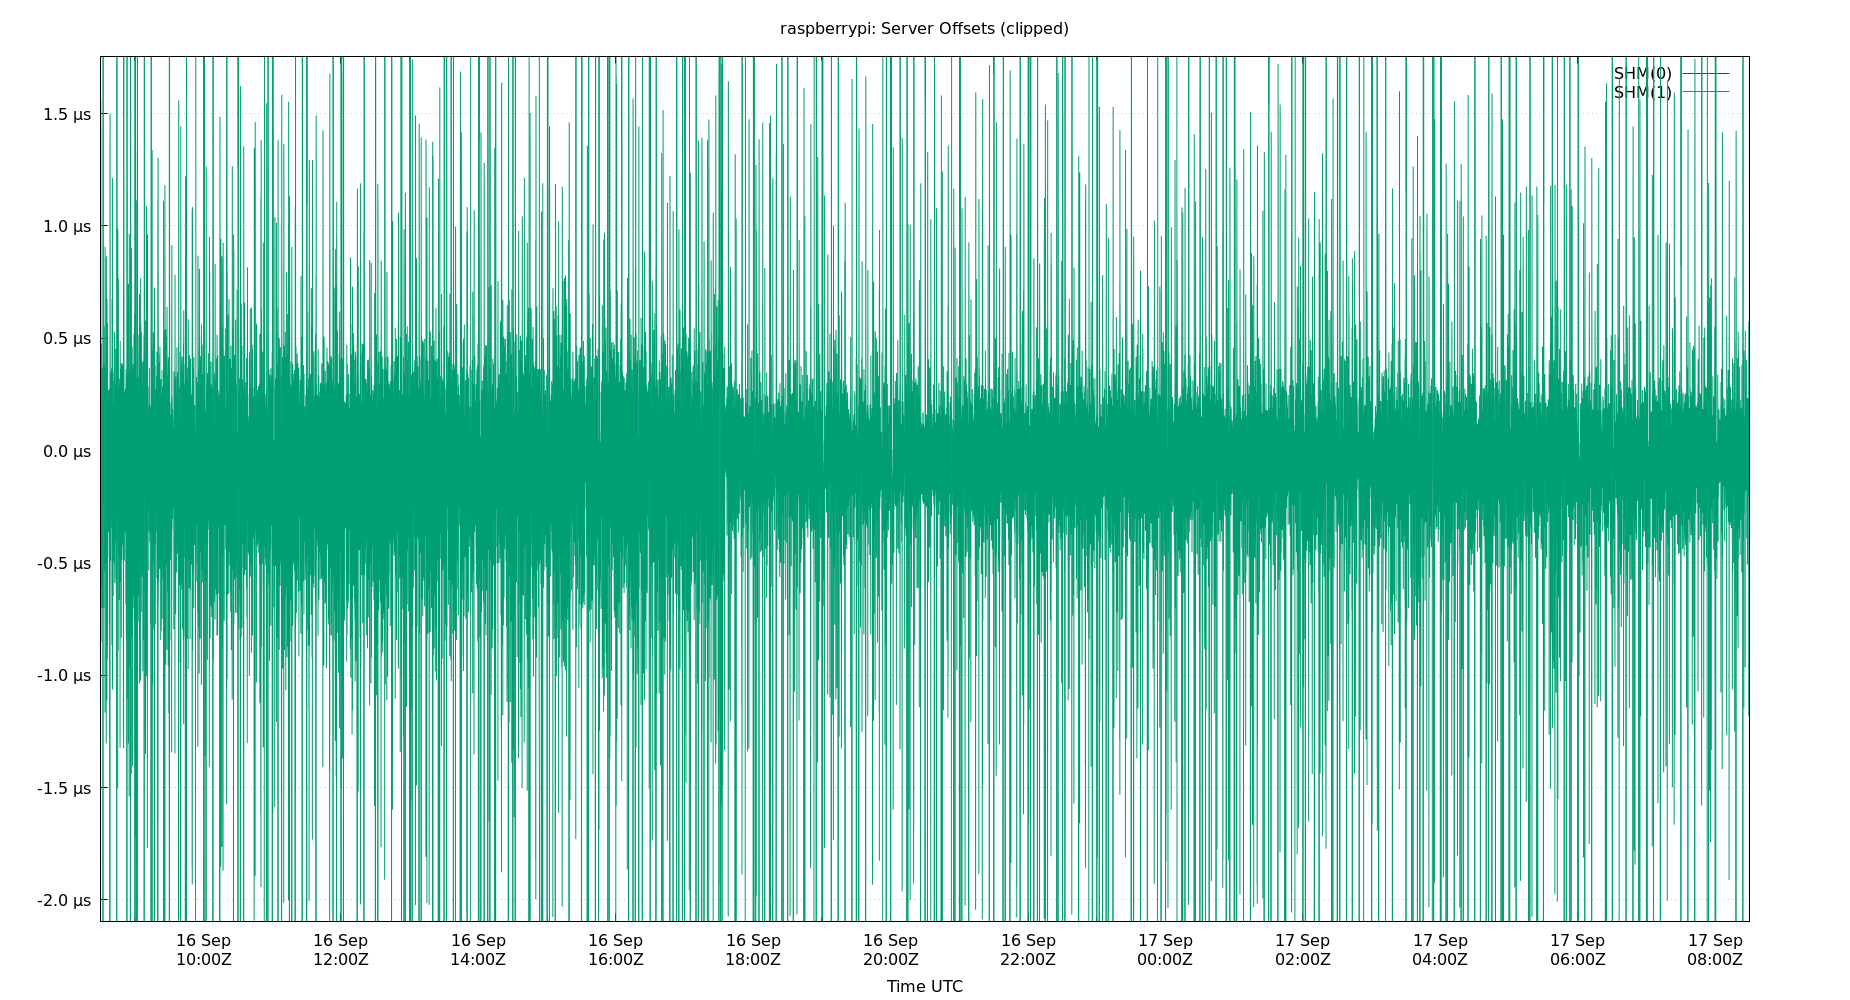 raspberrypi: Server Offsets (clipped)
SHM(0)
SHM(1)
1.5 µs
1.0 µs
0.5 µs
0.0 µs
-0.5 µs
-1.0 µs
-1.5 µs
-2.0 µs
16 Sep 16 Sep 16 Sep 16 Sep 16 Sep 16 Sep 16 Sep 17 Sep 17 Sep 17 Sep 17 Sep 17 Sep
10:00Z 12:00Z 14:00Z 16:00Z 18:00Z 20:00Z 22:00Z 00:00Z 02:00Z 04:00Z 06:00Z 08:00Z
Time UTC